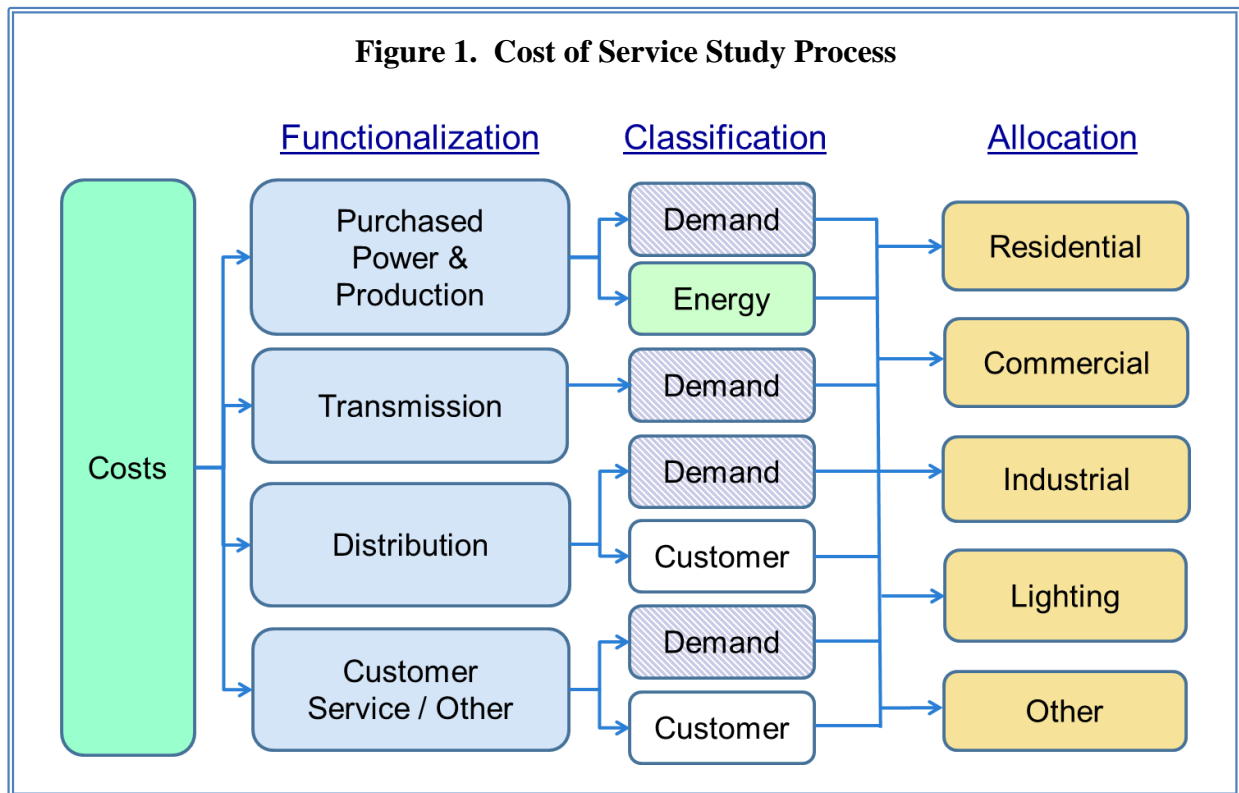 Figure 1. Cost of Service Study Process
Functionalization
Classification
Allocation
Costs
Purchased
Power &
Production
Transmission
Distribution
Customer
Service / Other
Demand
Energy
Demand
Demand
Customer
Demand
Customer
Residential
Commercial
Industrial
Lighting
Other